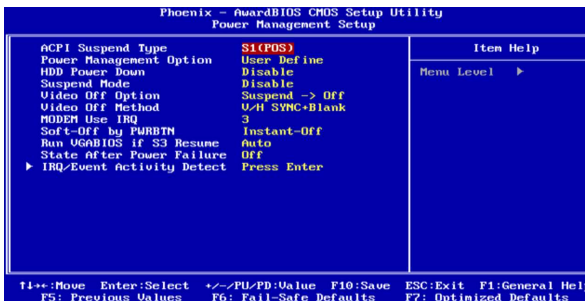 Phoenix - AwardBIOS CMOS Setup Utility
Power Management Setup
ACPI Suspend Type S1(POS) Item Help
Power Management Option User Define
HDD Power Down Disable Menu Level ▶
Suspend Mode Disable
Video Off Option Suspend -> Off
Video Off Method V/H SYNC+Blank
MODEM Use IRQ 3
Soft-Off by PWRBTN Instant-Off
Run VGABIOS if S3 Resume Auto
State After Power Failure Off
▶ IRQ/Event Activity Detect Press Enter
↑↓→←:Move Enter:Select +/-/PU/PD:Value F10:Save ESC:Exit F1:General Hel
F5: Previous Values F6: Fail-Safe Defaults F7: Optimized Defaults